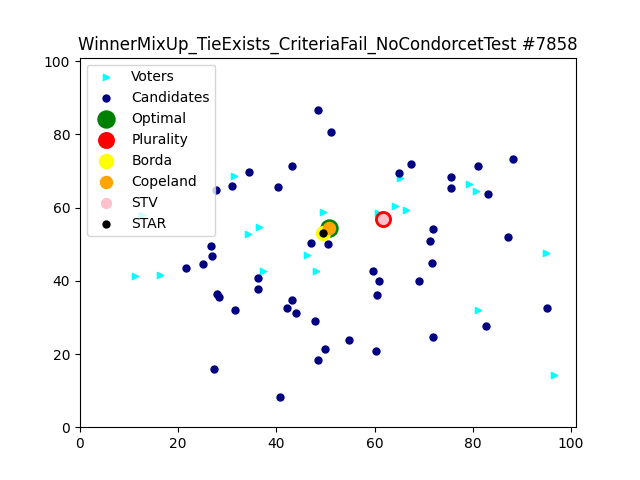 WinnerMixUp_TieExists_CriteriaFail_NoCondorcetTest #7858
100
80
60
40
20
0
0 20 40 60 80 100
Voters
Candidates
Optimal
Plurality
Borda
Copeland
STV
STAR